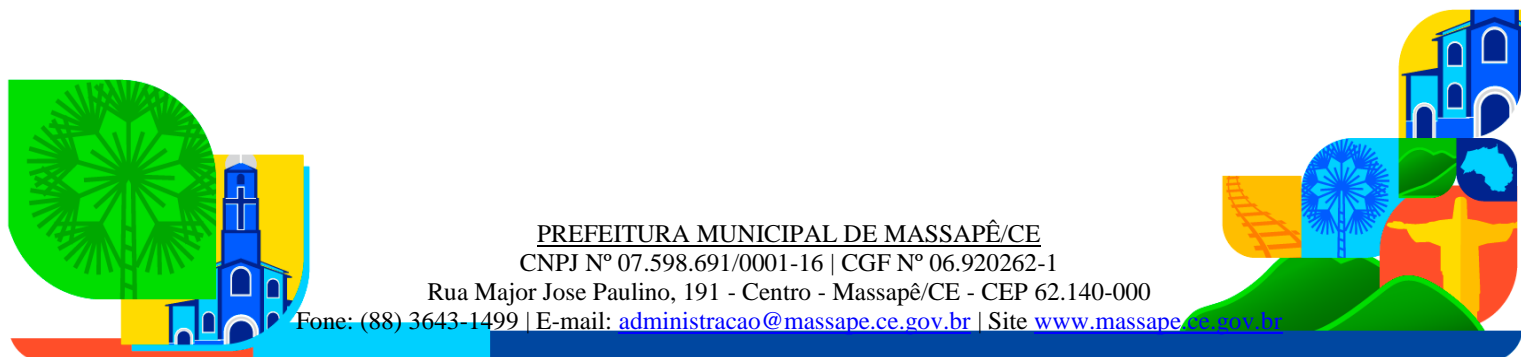 PREFEITURA MUNICIPAL DE MASSAPÊ/CE
CNPJ Nº 07.598.691/0001-16 | CGF Nº 06.920262-1
Rua Major Jose Paulino, 191 - Centro - Massapê/CE - CEP 62.140-000
Fone: (88) 3643-1499 | E-mail: administracao@massape.ce.gov.br | Site www.massape.ce.gov.br